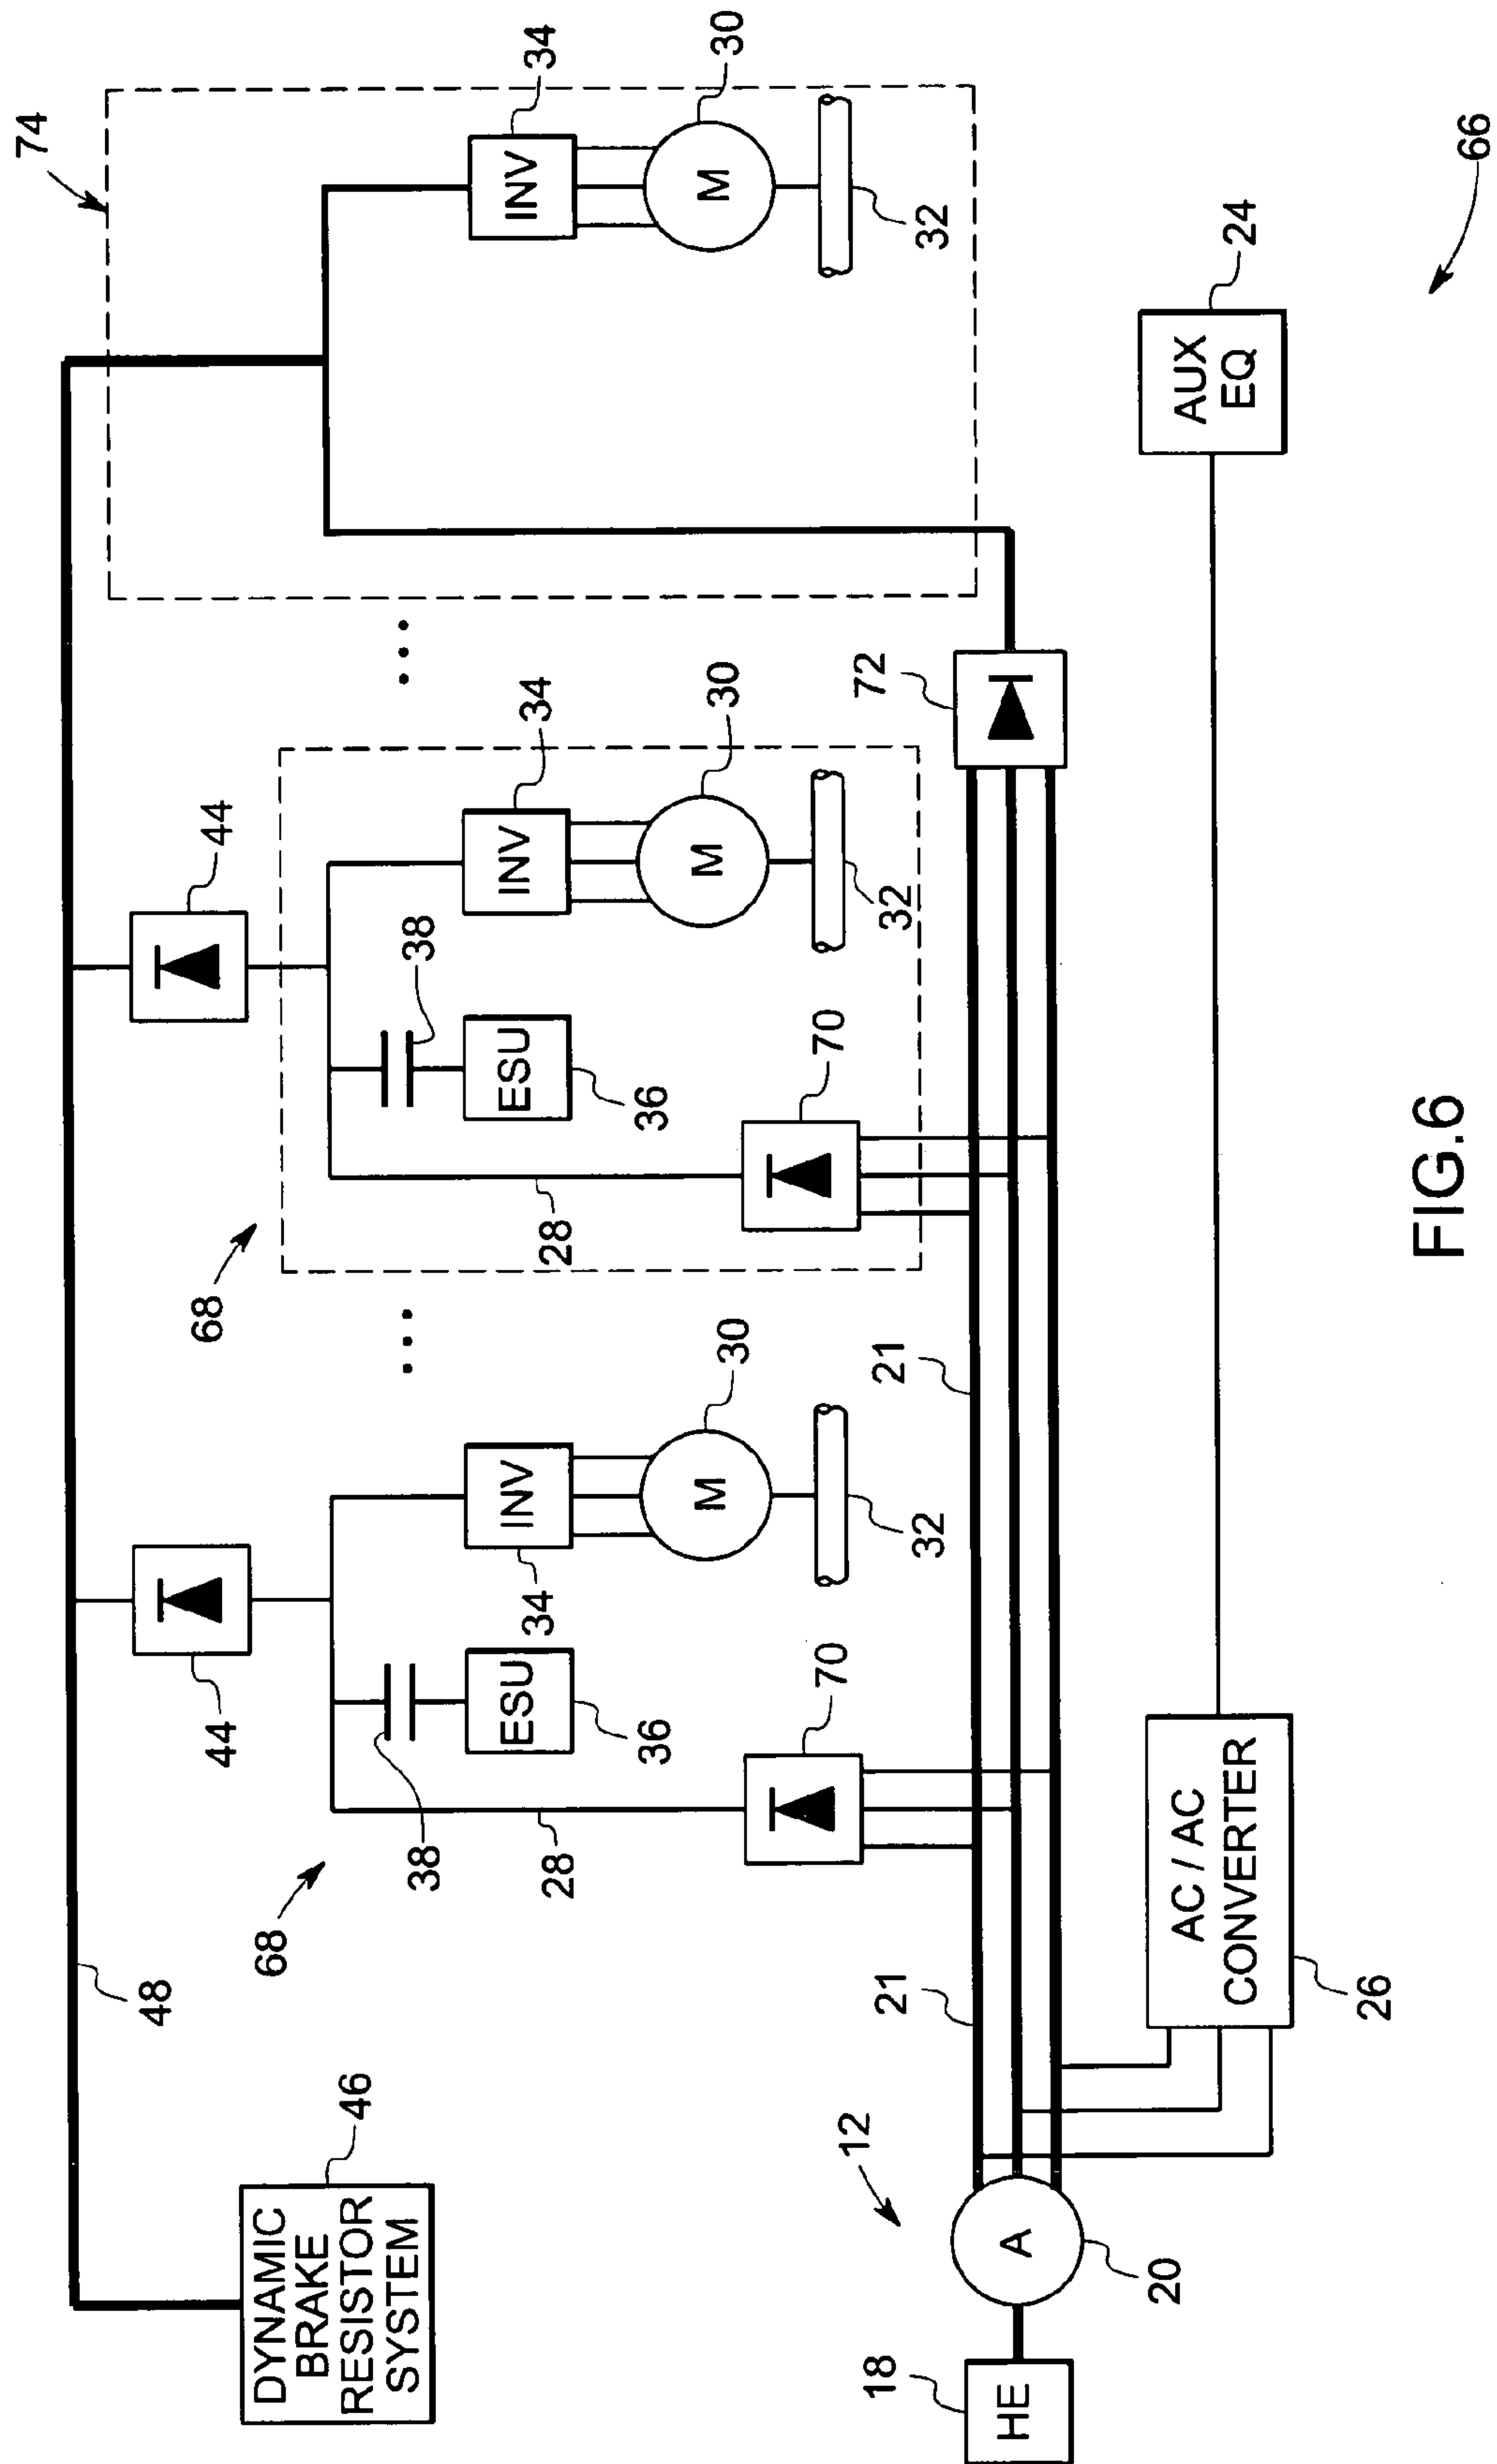 74
34
INV
30
M
32
48
44
44
68
68
38
38
34
INV
34
INV
28
28
ESU
36
ESU
36
30
M
30
M
32
32
70
70
72
DYNAMIC
BRAKE
RESISTOR
SYSTEM
46
12
21
21
18
HE
A
20
AC / AC
CONVERTER
26
AUX
EQ
24
66
FIG.6